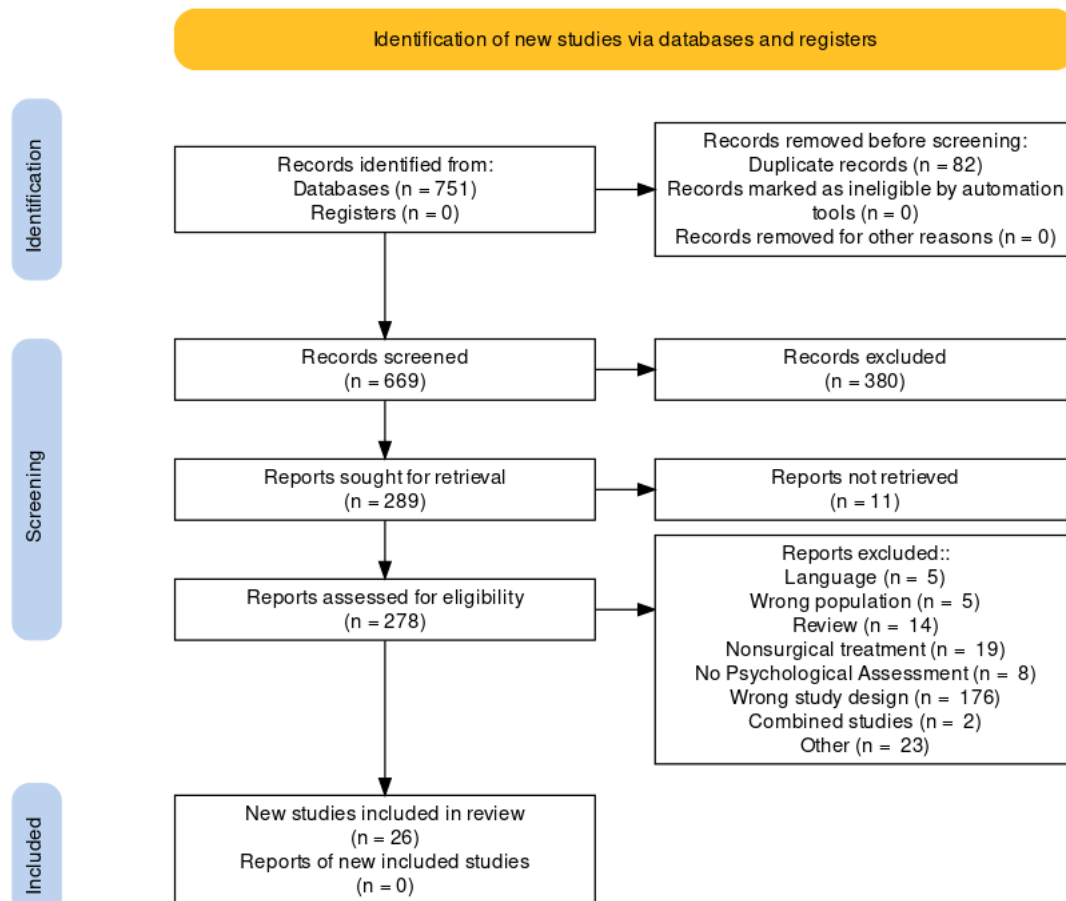 Identification of new studies via databases and registers
Identification
Records identified from:
Databases (n = 751)
Registers (n = 0)
Records removed before screening:
Duplicate records (n = 82)
Records marked as ineligible by automation
tools (n = 0)
Records removed for other reasons (n = 0)
Screening
Records screened
(n = 669)
Records excluded
(n = 380)
Reports sought for retrieval
(n = 289)
Reports not retrieved
(n = 11)
Reports assessed for eligibility
(n = 278)
Reports excluded::
Language (n = 5)
Wrong population (n = 5)
Review (n = 14)
Nonsurgical treatment (n = 19)
No Psychological Assessment (n = 8)
Wrong study design (n = 176)
Combined studies (n = 2)
Other (n = 23)
Included
New studies included in review
(n = 26)
Reports of new included studies
(n = 0)